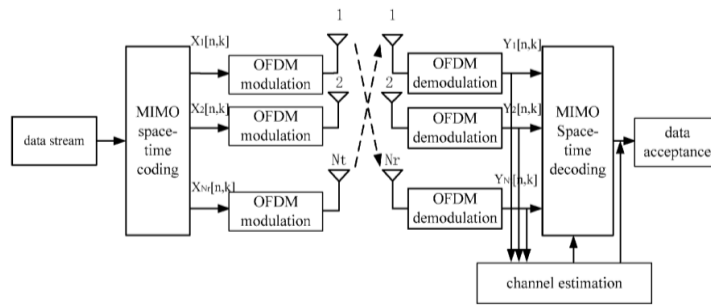 1
1
X1[n,k]
OFDM
modulation
OFDM
demodulation
Y1[n,k]
2
2
X2[n,k]
OFDM
modulation
OFDM
demodulation
Y2[n,k]
MIMO
space-
time
coding
MIMO
Space-
time
decoding
data stream
data
acceptance
Nt
Nr
XNt[n,k]
OFDM
modulation
OFDM
demodulation
YN[n,k]
channel estimation